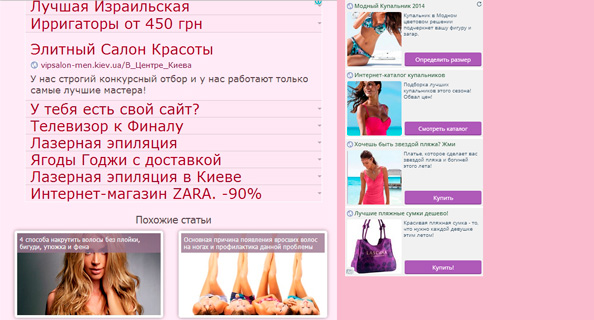 Лучшая Израильская
Ирригаторы от 450 грн
Элитный Салон Красоты
vipsalon-men.kiev.ua/В_Центре_Киева
У нас строгий конкурсный отбор и у нас работают только
самые лучшие мастера!
У тебя есть свой сайт?
Телевизор к Финалу
Лазерная эпиляция
Ягоды Годжи с доставкой
Лазерная эпиляция в Киеве
Интернет-магазин ZARA. -90%
Похожие статьи
4 способа накрутить волосы без плойки,
бигуди, утюжка и фена
Основная причина появления вросших волос
на ногах и профилактика данной проблемы
Модный Купальник 2014
Купальник в Модном
цветовом решении
подчеркнет вашу фигуру и
загар.
Определить размер
Интернет-каталог купальников
Подборка лучших
купальников этого сезона!
Обвал цен!
Смотреть каталог
Хочешь быть звездой пляжа? Жми
Платье, которое сделает вас
звездой пляжа и богиней
этого лета!
Купить
Лучшие пляжные сумки дешево!
Красивая пляжная сумка - то,
что нужно каждой девушке
этим летом!
Купить!